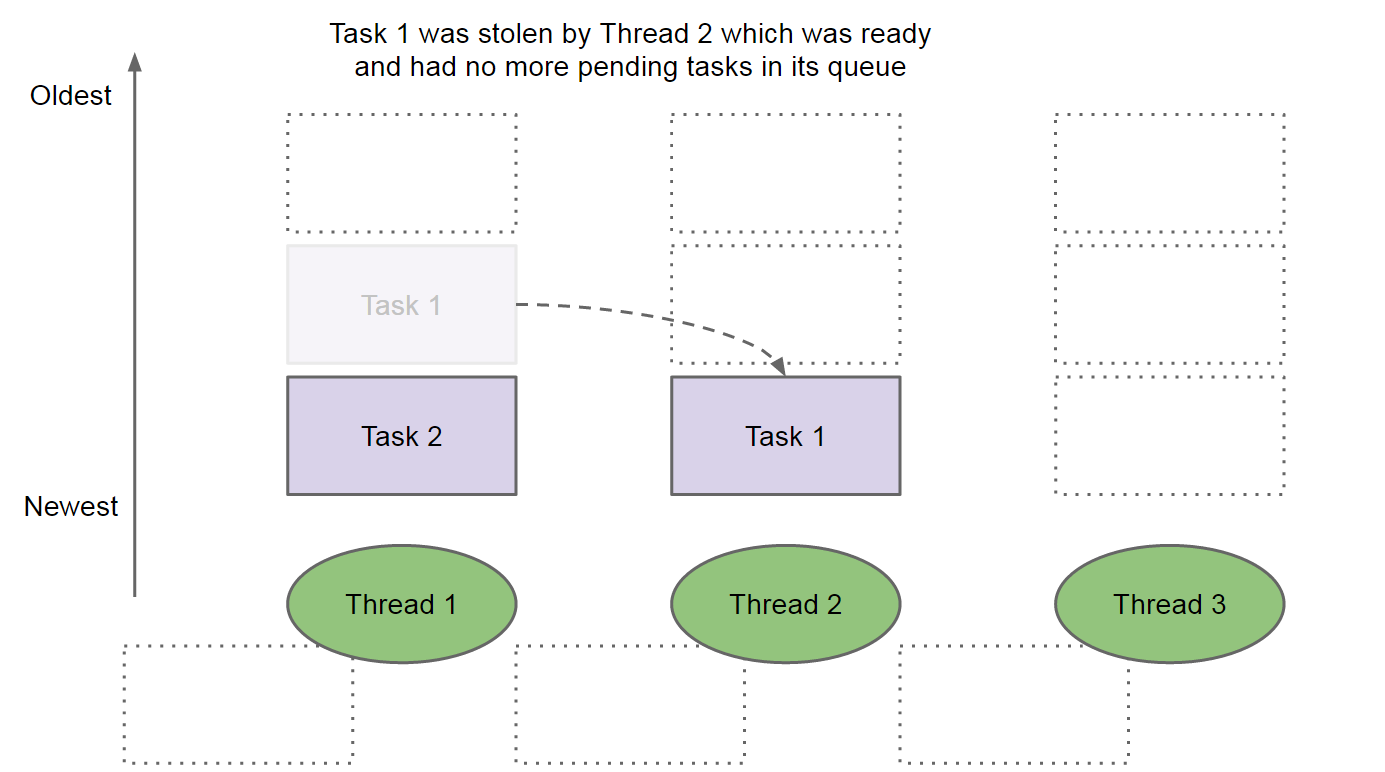 Task 1 was stolen by Thread 2 which was ready
and had no more pending tasks in its queue
Oldest
Task 1
Task 2
Task 1
Newest
Thread 1
Thread 2
Thread 3